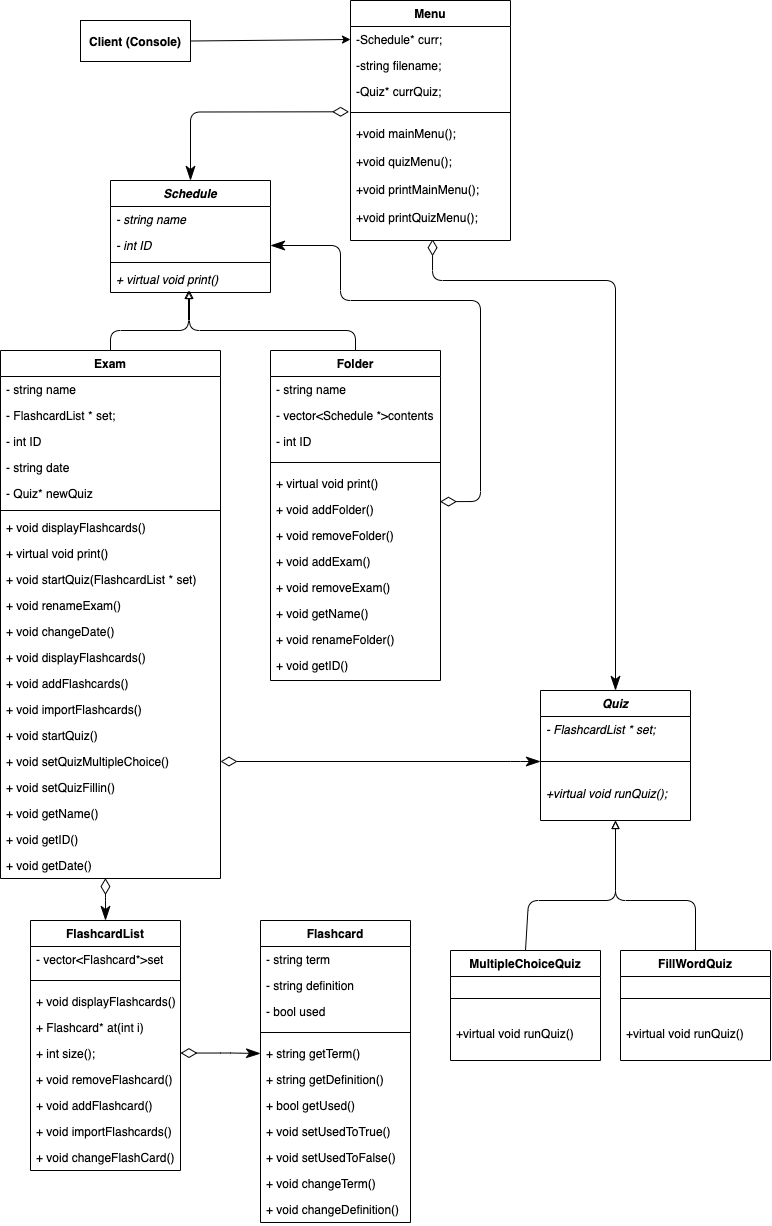 Client (Console)
Menu
-Schedule* curr;
-string filename;
-Quiz* currQuiz;
+void mainMenu();
+void quizMenu();
+void printMainMenu();
+void printQuizMenu();
Schedule
- string name
- int ID
+ virtual void print()
Exam
- string name
- FlashcardList * set;
- int ID
- string date
- Quiz* newQuiz
+ void displayFlashcards()
+ virtual void print()
+ void startQuiz(FlashcardList * set)
+ void renameExam()
+ void changeDate()
+ void displayFlashcards()
+ void addFlashcards()
+ void importFlashcards()
+ void startQuiz()
+ void setQuizMultipleChoice()
+ void setQuizFillin()
+ void getName()
+ void getID()
+ void getDate()
Folder
- string name
- vector<Schedule *>contents
- int ID
+ virtual void print()
+ void addFolder()
+ void removeFolder()
+ void addExam()
+ void removeExam()
+ void getName()
+ void renameFolder()
+ void getID()
Quiz
- FlashcardList * set;
+virtual void runQuiz();
FlashcardList
- vector<Flashcard*>set
+ void displayFlashcards()
+ Flashcard* at(int i)
+ int size();
+ void removeFlashcard()
+ void addFlashcard()
+ void importFlashcards()
+ void changeFlashCard()
Flashcard
- string term
- string definition
- bool used
+ string getTerm()
+ string getDefinition()
+ bool getUsed()
+ void setUsedToTrue()
+ void setUsedToFalse()
+ void changeTerm()
+ void changeDefinition()
MultipleChoiceQuiz
+virtual void runQuiz()
FillWordQuiz
+virtual void runQuiz()